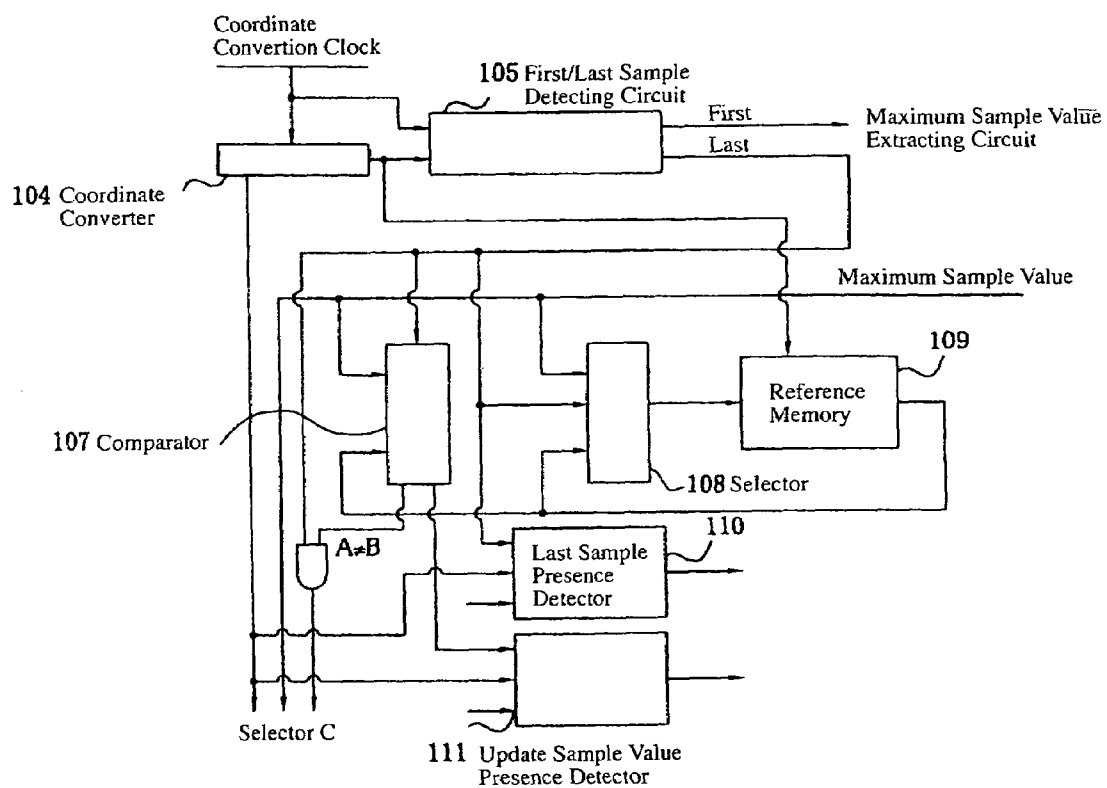 Coordinate
Convertion Clock
105 First/Last Sample
Detecting Circuit
First
Last
Maximum Sample Value
Extracting Circuit
104 Coordinate
Converter
Maximum Sample Value
109
Reference
Memory
107 Comparator
108 Selector
A≠B
110
Last Sample
Presence
Detector
Selector C
111 Update Sample Value
Presence Detector